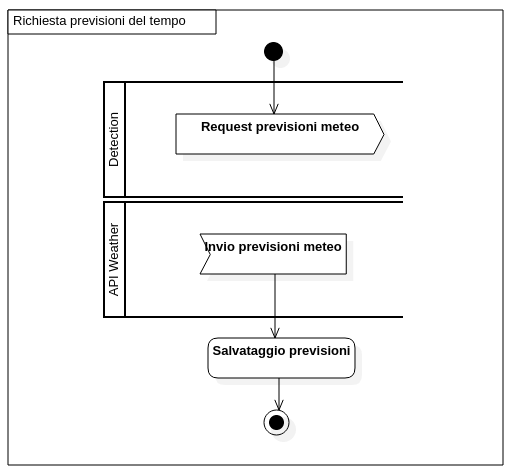 Richiesta previsioni del tempo
Detection
Request previsioni meteo
API Weather
Invio previsioni meteo
Salvataggio previsioni